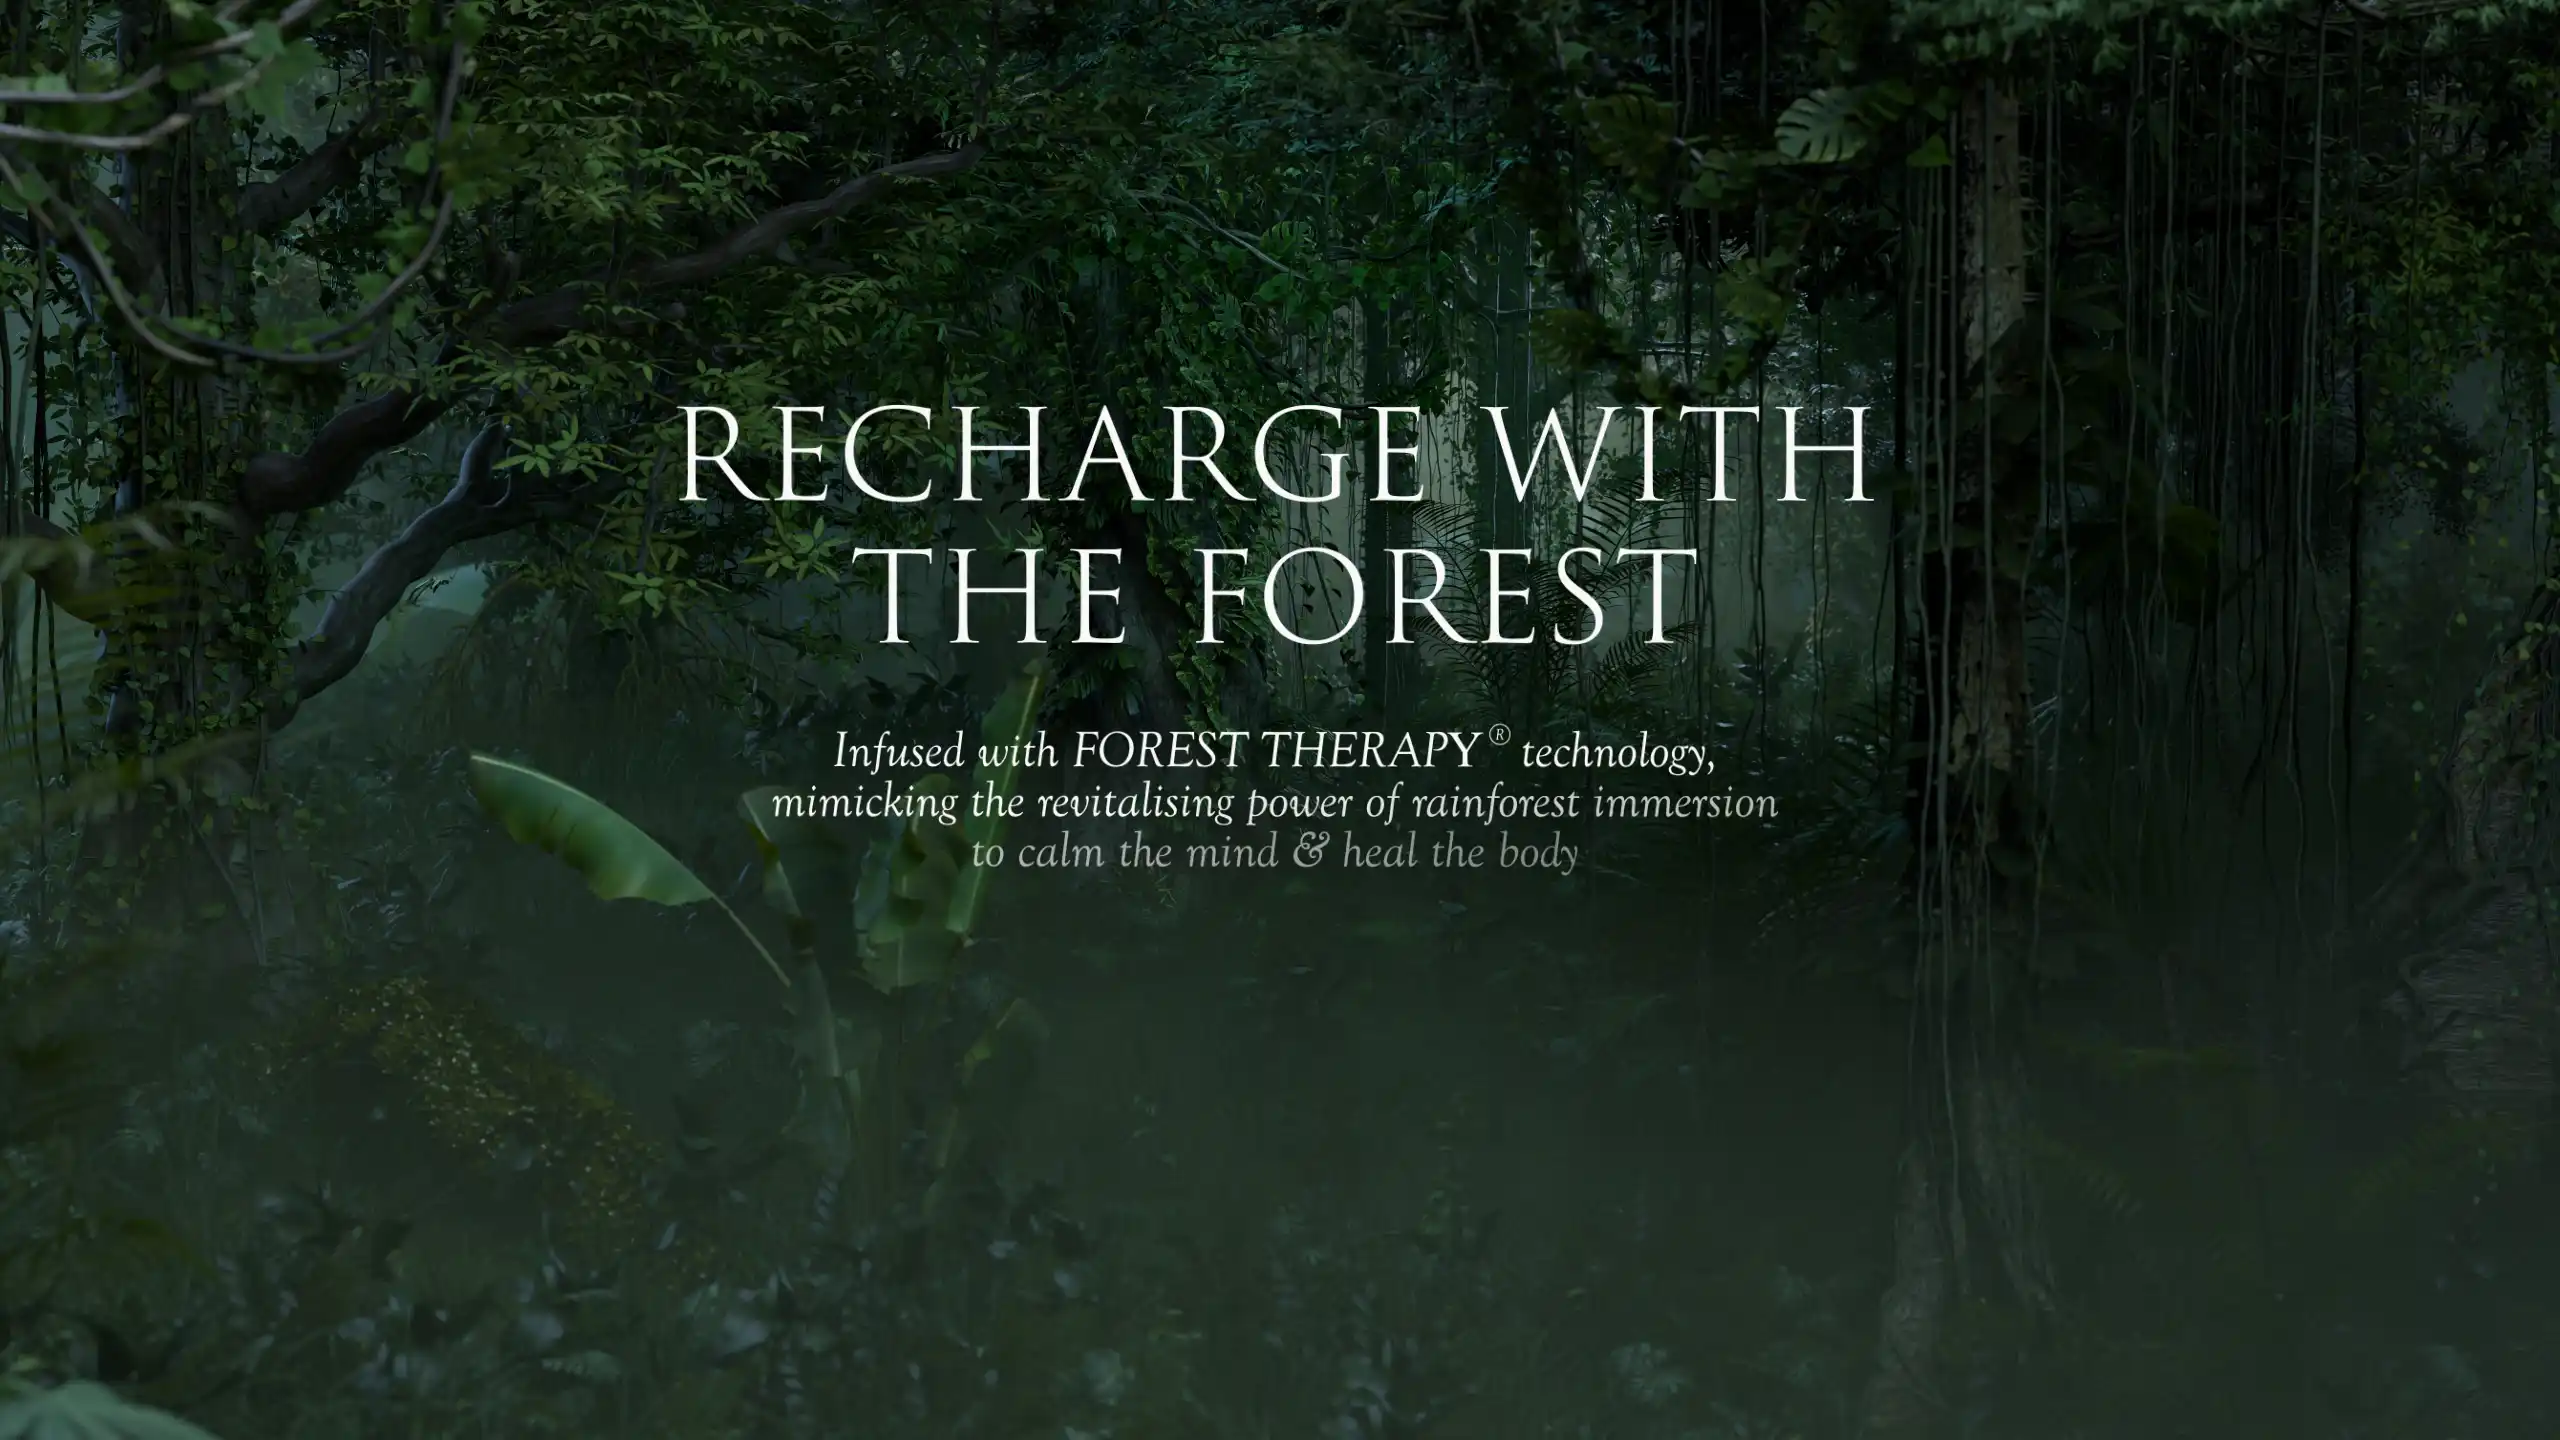 RECHARGE WITH
THE FOREST
Infused with FOREST THERAPY® technology,
mimicking the revitalising power of rainforest immersion
to calm the mind & heal the body